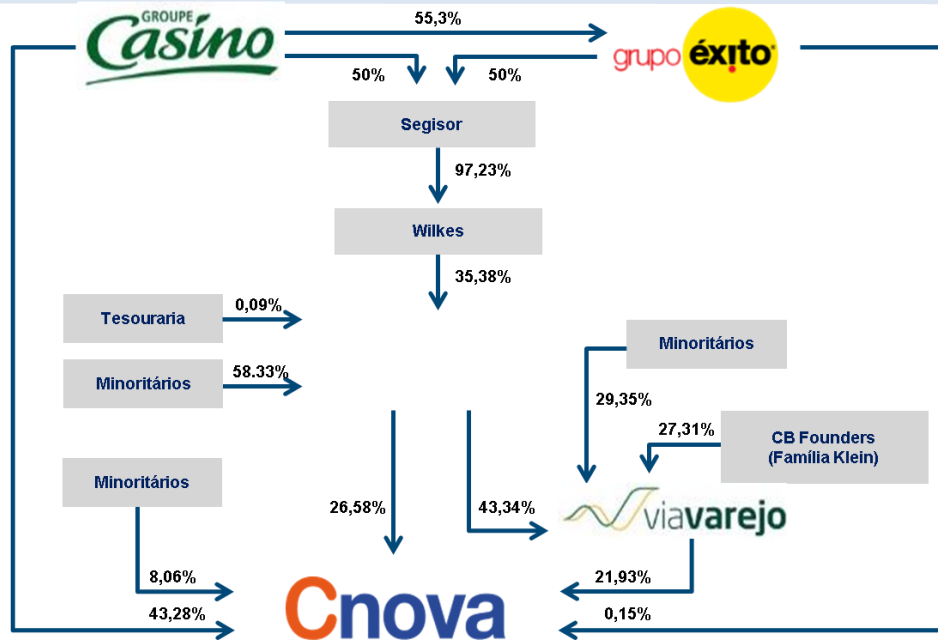 GROUPE
Casino
55,3%
grupo éxito
50%
50%
Segisor
97,23%
Wilkes
35,38%
Tesouraria
0,09%
Minoritários
58.33%
Minoritários
29,35%
27,31%
CB Founders
(Família Klein)
Minoritários
26,58%
43,34%
viavarejo
8,06%
21,93%
43,28%
0,15%
Cnova